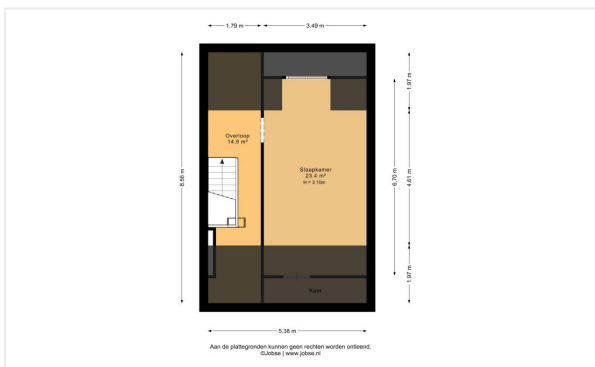 1.79 m
3.49 m
1.97 m
Overloop
14.9 m²
8.56 m
Slaapkamer
23.4 m²
H = 3.10m
6.70 m
4.61 m
1.97 m
Kast
5.38 m
Aan de plattegronden kunnen geen rechten worden ontleend.
©Jobse | www.jobse.nl